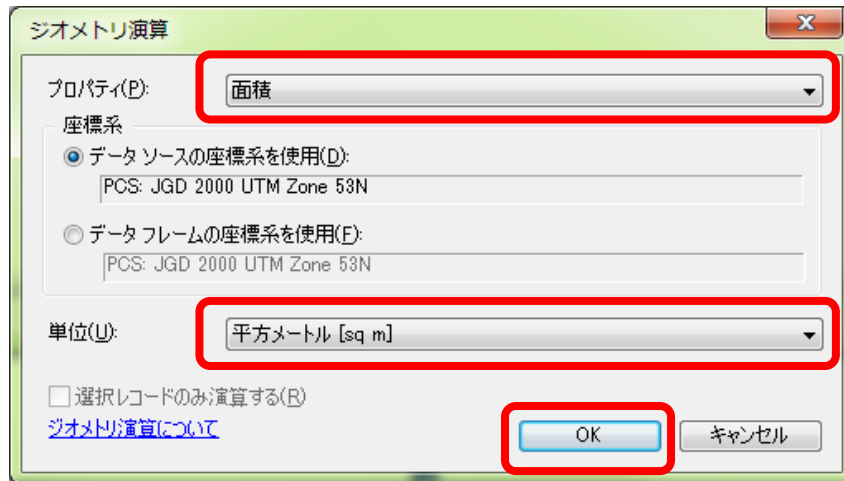 ジオメトリ演算
プロパティ(P): 面積
座標系
データ ソースの座標系を使用(D):
PCS: JGD 2000 UTM Zone 53N
データ フレームの座標系を使用(F):
PCS: JGD 2000 UTM Zone 53N
単位(U): 平方メートル [sq m]
選択レコードのみ演算する(R)
ジオメトリ演算について
OK キャンセル